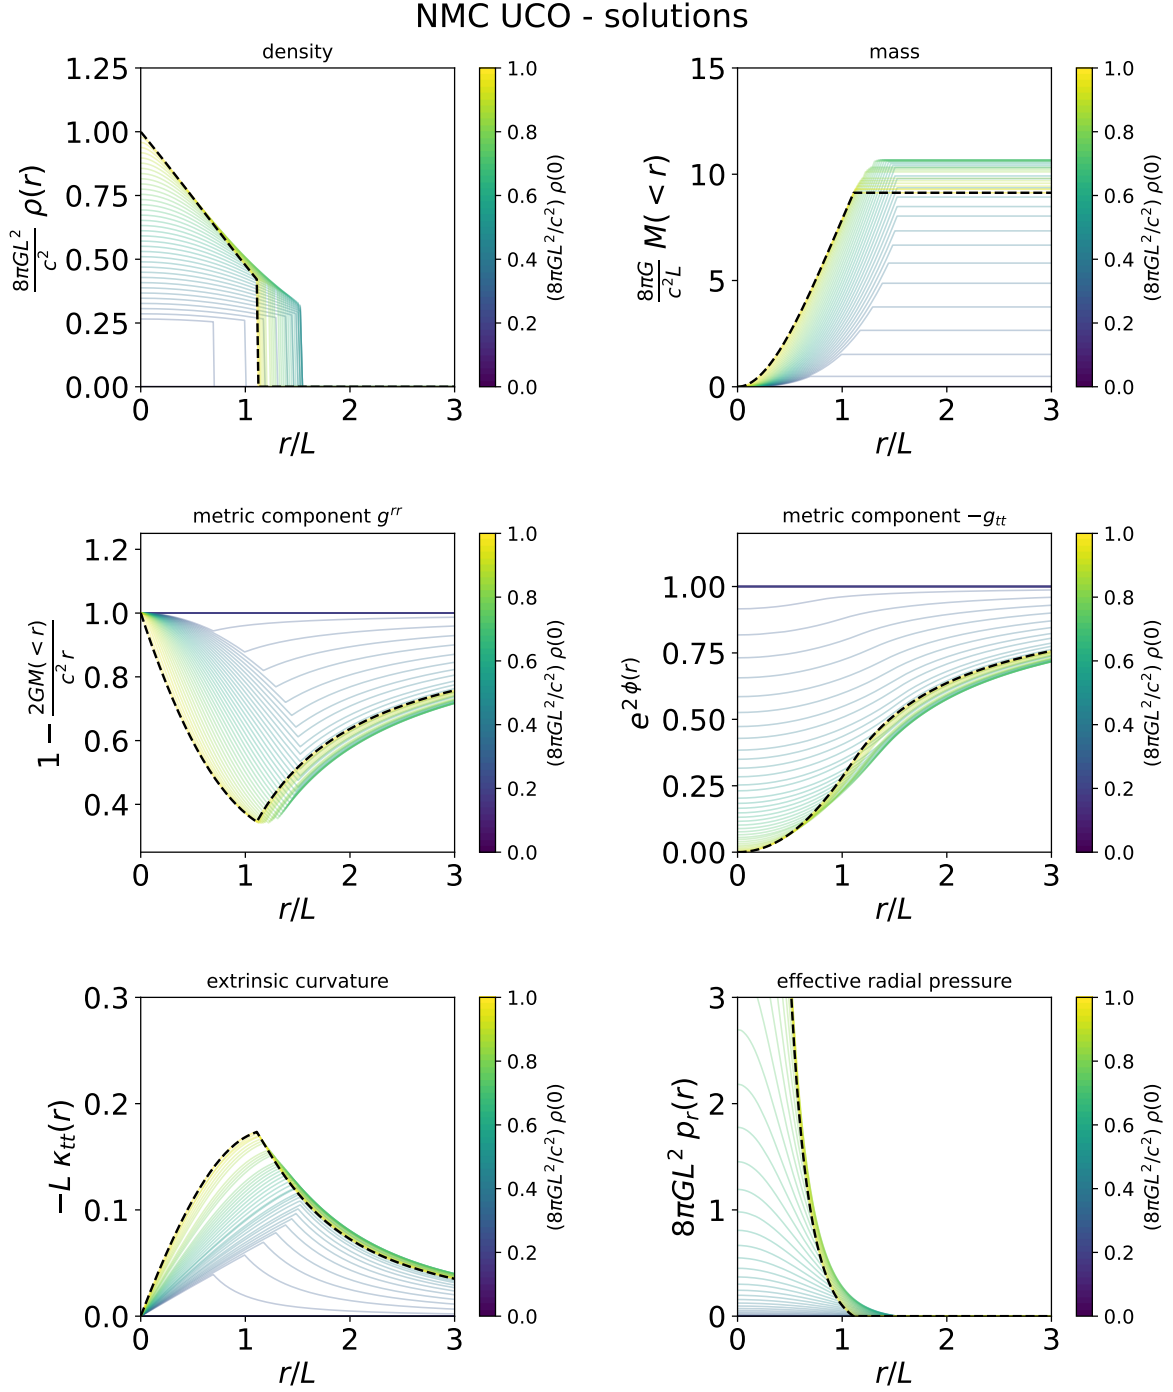 NMC UCO - solutions
density
1.25
1.00
0.75
0.50
0.25
0.00
0 1 2 3
r/L
8πGL²/c² ρ(r)
1.0
0.8
0.6
0.4
0.2
0.0
(8πGL²/c²) ρ(0)
mass
15
10
5
0
0 1 2 3
r/L
8πG/c²L M(< r)
1.0
0.8
0.6
0.4
0.2
0.0
(8πGL²/c²) ρ(0)
metric component gʳʳ
1.2
1.0
0.8
0.6
0.4
0 1 2 3
r/L
1 − 2GM(< r)/c² r
1.0
0.8
0.6
0.4
0.2
0.0
(8πGL²/c²) ρ(0)
metric component −g_tt
1.00
0.75
0.50
0.25
0.00
0 1 2 3
r/L
e^{2 ϕ(r)}
1.0
0.8
0.6
0.4
0.2
0.0
(8πGL²/c²) ρ(0)
extrinsic curvature
0.3
0.2
0.1
0.0
0 1 2 3
r/L
−L κ_tt(r)
1.0
0.8
0.6
0.4
0.2
0.0
(8πGL²/c²) ρ(0)
effective radial pressure
3
2
1
0
0 1 2 3
r/L
8πGL² p_r(r)
1.0
0.8
0.6
0.4
0.2
0.0
(8πGL²/c²) ρ(0)